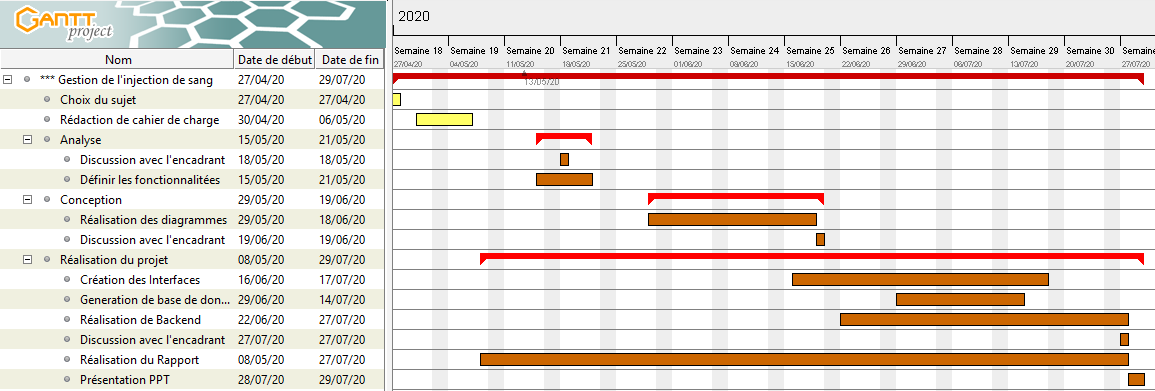 GANTT project
2020
Semaine 18 Semaine 19 Semaine 20 Semaine 21 Semaine 22 Semaine 23 Semaine 24 Semaine 25 Semaine 26 Semaine 27 Semaine 28 Semaine 29 Semaine 30 Semaine
Nom Date de début Date de fin
27/04/20 04/05/20 11/05/20 18/05/20 25/05/20 01/06/20 08/06/20 15/06/20 22/06/20 29/06/20 06/07/20 13/07/20 20/07/20 27/07/20
13/05/20
*** Gestion de l'injection de sang 27/04/20 29/07/20
Choix du sujet 27/04/20 27/04/20
Rédaction de cahier de charge 30/04/20 06/05/20
Analyse 15/05/20 21/05/20
Discussion avec l'encadrant 18/05/20 18/05/20
Définir les fonctionnalitées 15/05/20 21/05/20
Conception 29/05/20 19/06/20
Réalisation des diagrammes 29/05/20 18/06/20
Discussion avec l'encadrant 19/06/20 19/06/20
Réalisation du projet 08/05/20 29/07/20
Création des Interfaces 16/06/20 17/07/20
Generation de base de don... 29/06/20 14/07/20
Réalisation de Backend 22/06/20 27/07/20
Discussion avec l'encadrant 27/07/20 27/07/20
Réalisation du Rapport 08/05/20 27/07/20
Présentation PPT 28/07/20 29/07/20